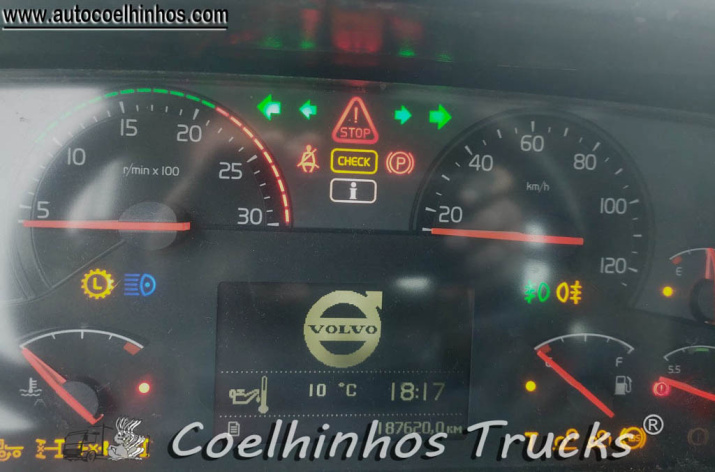 www.autocoelhinhos.com
STOP
CHECK
P
i
5
10
15
20
25
30
r/min x 100
20
40
60
80
100
120
km/h
L
E
VOLVO
10 °C
18:17
F
55
187620,0 KM
Coelhinhos Trucks®